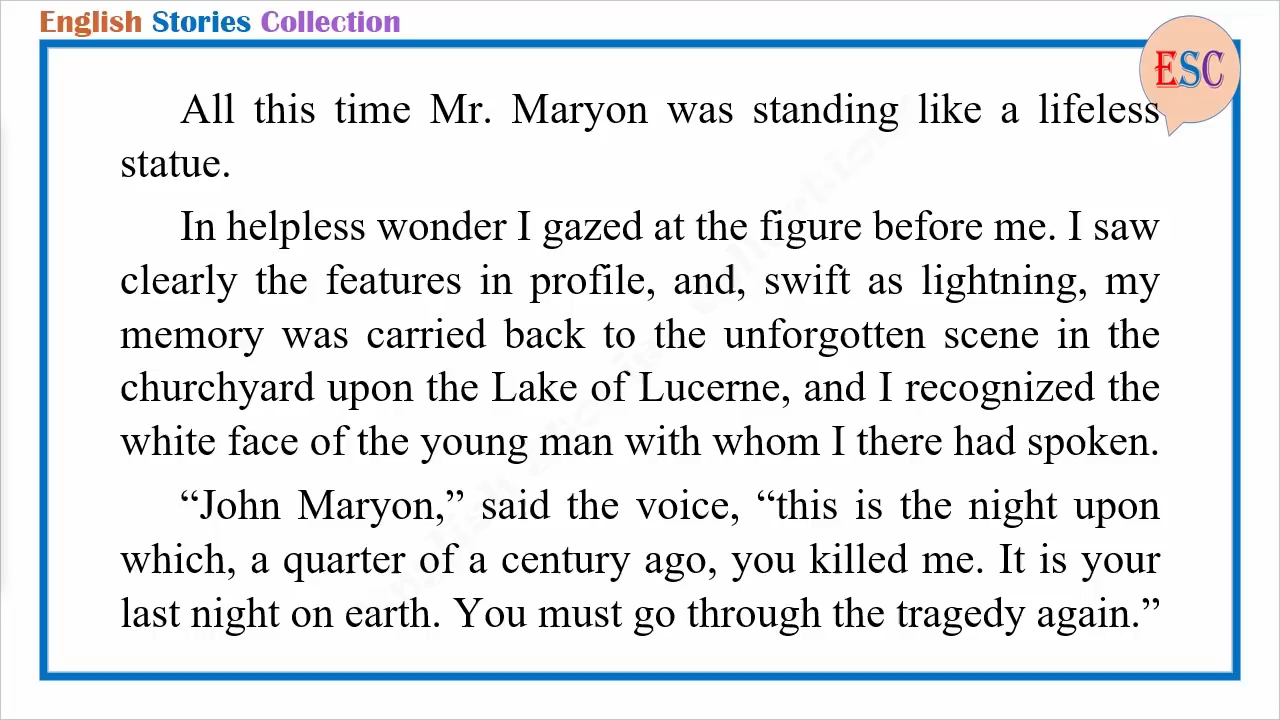 English Stories Collection
ESC
All this time Mr. Maryon was standing like a lifeless
statue.
In helpless wonder I gazed at the figure before me. I saw
clearly the features in profile, and, swift as lightning, my
memory was carried back to the unforgotten scene in the
churchyard upon the Lake of Lucerne, and I recognized the
white face of the young man with whom I there had spoken.
“John Maryon,” said the voice, “this is the night upon
which, a quarter of a century ago, you killed me. It is your
last night on earth. You must go through the tragedy again.”